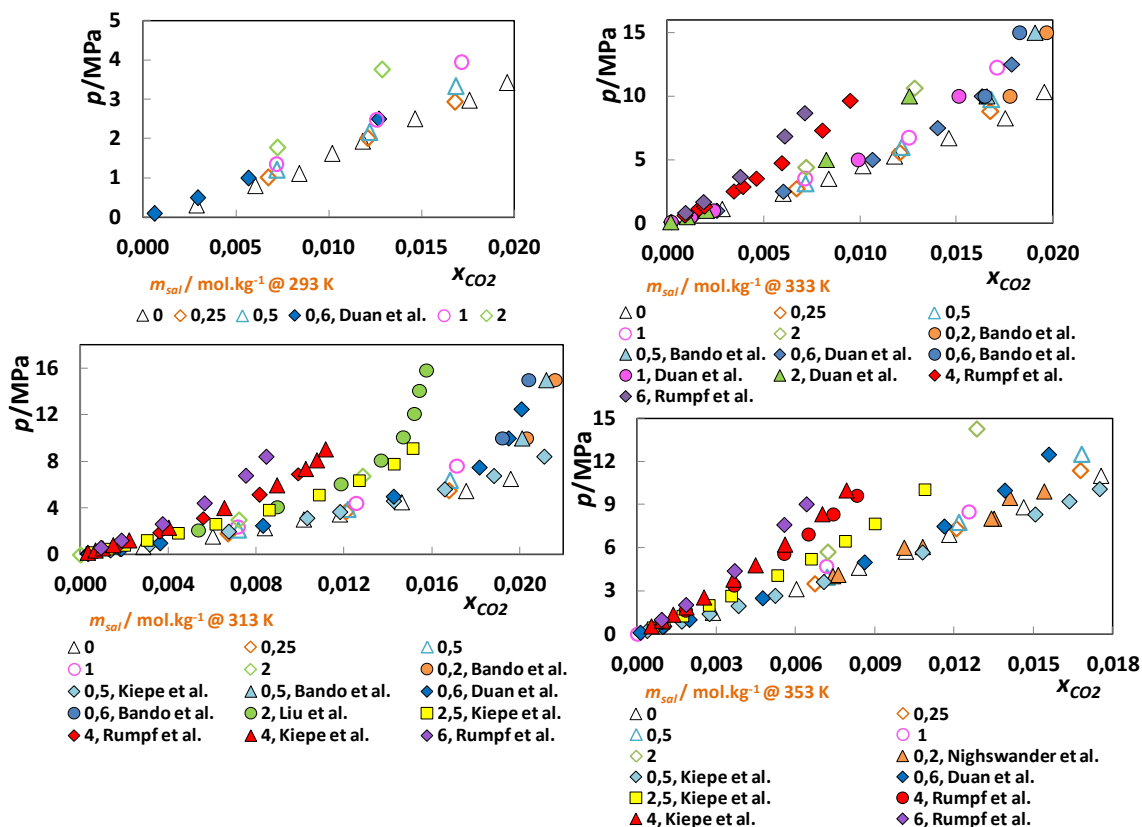 p/MPa
5
4
3
2
1
0
0,000 0,005 0,010 0,015 0,020
xCO2
msal / mol.kg-1 @ 293 K
0 0,25 0,5 0,6, Duan et al. 1 2
p/MPa
15
10
5
0
0,000 0,005 0,010 0,015 0,020
xCO2
msal / mol.kg-1 @ 333 K
0 0,25 0,5
1 2 0,2, Bando et al.
0,5, Bando et al. 0,6, Duan et al. 0,6, Bando et al.
1, Duan et al. 2, Duan et al. 4, Rumpf et al.
6, Rumpf et al.
p/MPa
16
12
8
4
0
0,000 0,004 0,008 0,012 0,016 0,020
xCO2
msal / mol.kg-1 @ 313 K
0 0,25 0,5
1 2 0,2, Bando et al.
0,5, Kiepe et al. 0,5, Bando et al. 0,6, Duan et al.
0,6, Bando et al. 2, Liu et al. 2,5, Kiepe et al.
4, Rumpf et al. 4, Kiepe et al. 6, Rumpf et al.
p/MPa
15
12
9
6
3
0
0,000 0,003 0,006 0,009 0,012 0,015 0,018
xCO2
msal / mol.kg-1 @ 353 K
0 0,25
0,5 1
2 0,2, Nighswander et al.
0,5, Kiepe et al. 0,6, Duan et al.
2,5, Kiepe et al. 4, Rumpf et al.
4, Kiepe et al. 6, Rumpf et al.